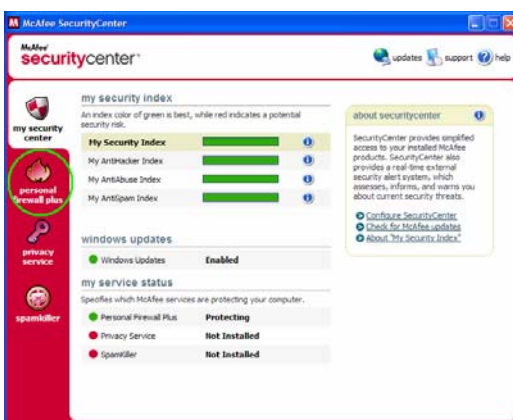 McAfee SecurityCenter
McAfee
securitycenter
updates support help
my security center
personal firewall plus
privacy service
spamkiller
my security index
An index color of green is best, while red indicates a potential
security risk.
My Security Index
My AntiHacker Index
My AntiAbuse Index
My AntiSpam Index
windows updates
Windows Updates Enabled
my service status
Specifies which McAfee services are protecting your computer.
Personal Firewall Plus Protecting
Privacy Service Not Installed
SpamKiller Not Installed
about securitycenter
SecurityCenter provides simplified
access to your installed McAfee
products. SecurityCenter also
provides a real-time external
security alert system, which
assesses, informs, and warns you
about current security threats.
Configure SecurityCenter
Check for McAfee updates
About "My Security Index"